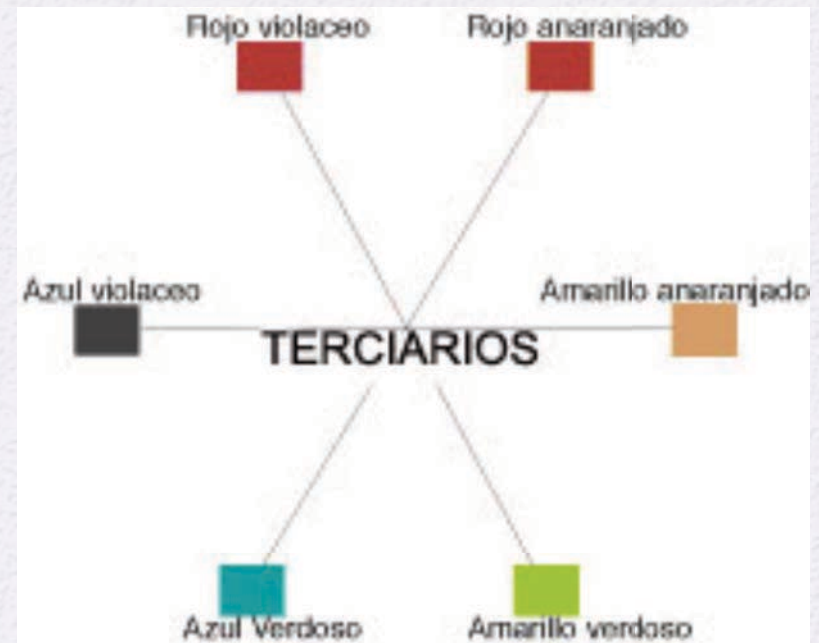 Rojo violaceo
Rojo anaranjado
Azul violaceo
Amarillo anaranjado
TERCIARIOS
Azul Verdoso
Amarillo verdoso